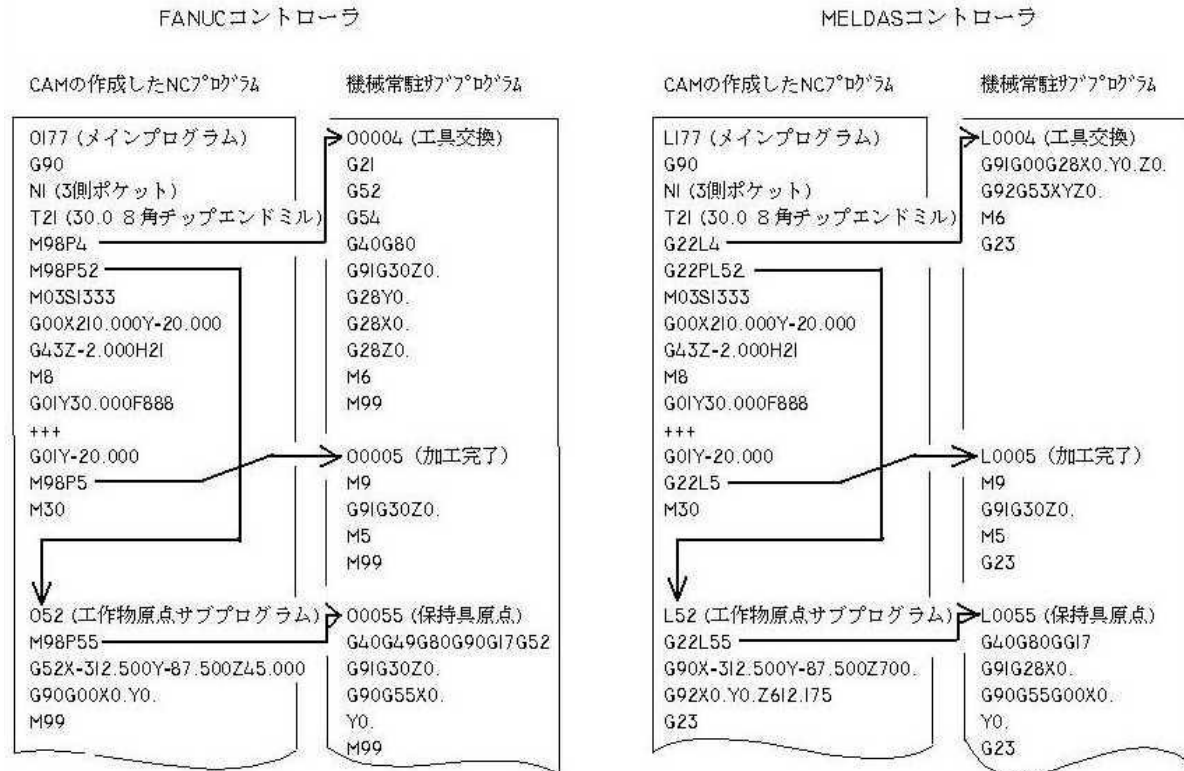 FANUCコントローラ
CAMの作成したNCﾌﾟﾛｸﾞﾗﾑ
O177 (メインプログラム)
G90
N1 (3側ポケット)
T21 (30.0 8角チップエンドミル)
M98P4
M98P52
M03S1333
G00X210.000Y-20.000
G43Z-2.000H21
M8
G01Y30.000F888
+++
G01Y-20.000
M98P5
M30
O52 (工作物原点サブプログラム)
M98P55
G52X-312.500Y-87.500Z45.000
G90G00X0.Y0.
M99
機械常駐ｻﾌﾞﾌﾟﾛｸﾞﾗﾑ
O0004 (工具交換)
G21
G52
G54
G40G80
G91G30Z0.
G28Y0.
G28X0.
G28Z0.
M6
M99
O0005 (加工完了)
M9
G91G30Z0.
M5
M99
O0055 (保持具原点)
G40G49G80G90G17G52
G91G30Z0.
G90G55X0.
Y0.
M99
MELDASコントローラ
CAMの作成したNCﾌﾟﾛｸﾞﾗﾑ
L177 (メインプログラム)
G90
N1 (3側ポケット)
T21 (30.0 8角チップエンドミル)
G22L4
G22PL52
M03S1333
G00X210.000Y-20.000
G43Z-2.000H21
M8
G01Y30.000F888
+++
G01Y-20.000
G22L5
M30
L52 (工作物原点サブプログラム)
G22L55
G90X-312.500Y-87.500Z700.
G92X0.Y0.Z612.175
G23
機械常駐ｻﾌﾞﾌﾟﾛｸﾞﾗﾑ
L0004 (工具交換)
G91G00G28X0.Y0.Z0.
G92G53XYZ0.
M6
G23
L0005 (加工完了)
M9
G91G30Z0.
M5
G23
L0055 (保持具原点)
G40G80GG17
G91G28X0.
G90G55G00X0.
Y0.
G23